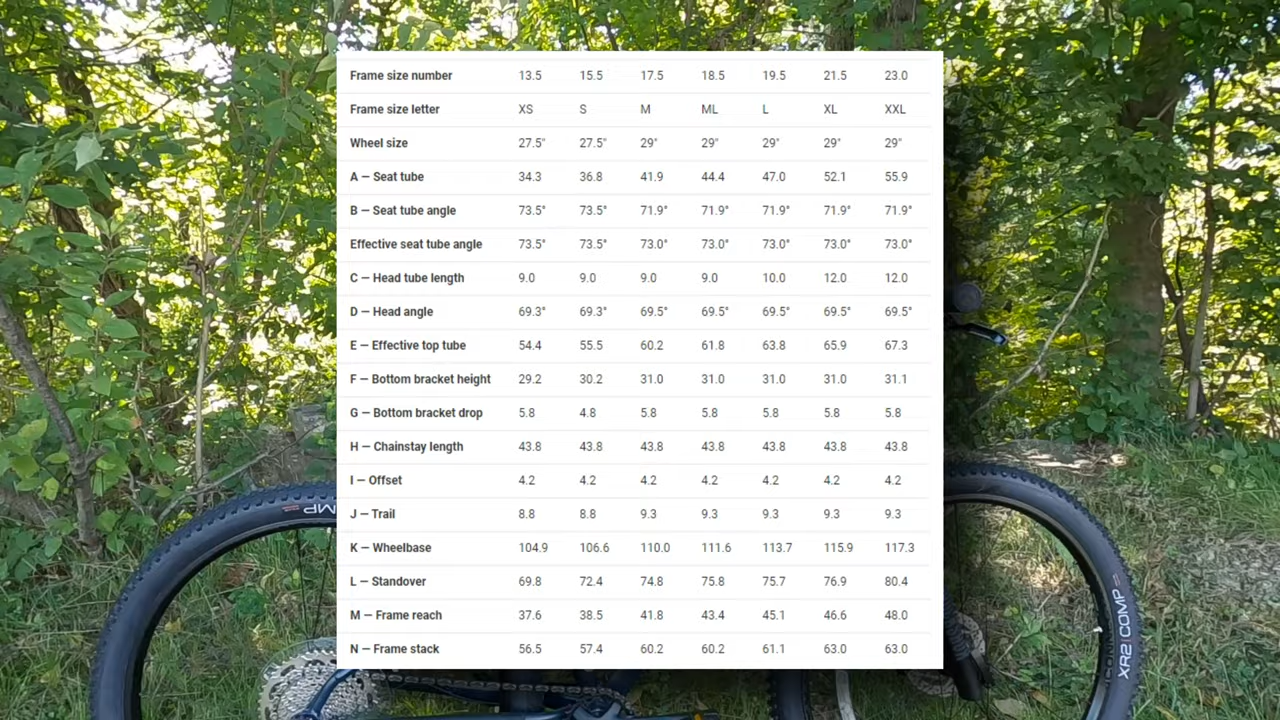 Frame size number 13.5 15.5 17.5 18.5 19.5 21.5 23.0
Frame size letter XS S M ML L XL XXL
Wheel size 27.5" 27.5" 29" 29" 29" 29" 29"
A — Seat tube 34.3 36.8 41.9 44.4 47.0 52.1 55.9
B — Seat tube angle 73.5° 73.5° 71.9° 71.9° 71.9° 71.9° 71.9°
Effective seat tube angle 73.5° 73.5° 73.0° 73.0° 73.0° 73.0° 73.0°
C — Head tube length 9.0 9.0 9.0 9.0 10.0 12.0 12.0
D — Head angle 69.3° 69.3° 69.5° 69.5° 69.5° 69.5° 69.5°
E — Effective top tube 54.4 55.5 60.2 61.8 63.8 65.9 67.3
F — Bottom bracket height 29.2 30.2 31.0 31.0 31.0 31.0 31.1
G — Bottom bracket drop 5.8 4.8 5.8 5.8 5.8 5.8 5.8
H — Chainstay length 43.8 43.8 43.8 43.8 43.8 43.8 43.8
I — Offset 4.2 4.2 4.2 4.2 4.2 4.2 4.2
J — Trail 8.8 8.8 9.3 9.3 9.3 9.3 9.3
K — Wheelbase 104.9 106.6 110.0 111.6 113.7 115.9 117.3
L — Standover 69.8 72.4 74.8 75.8 75.7 76.9 80.4
M — Frame reach 37.6 38.5 41.8 43.4 45.1 46.6 48.0
N — Frame stack 56.5 57.4 60.2 60.2 61.1 63.0 63.0
MP
XR2 COMP